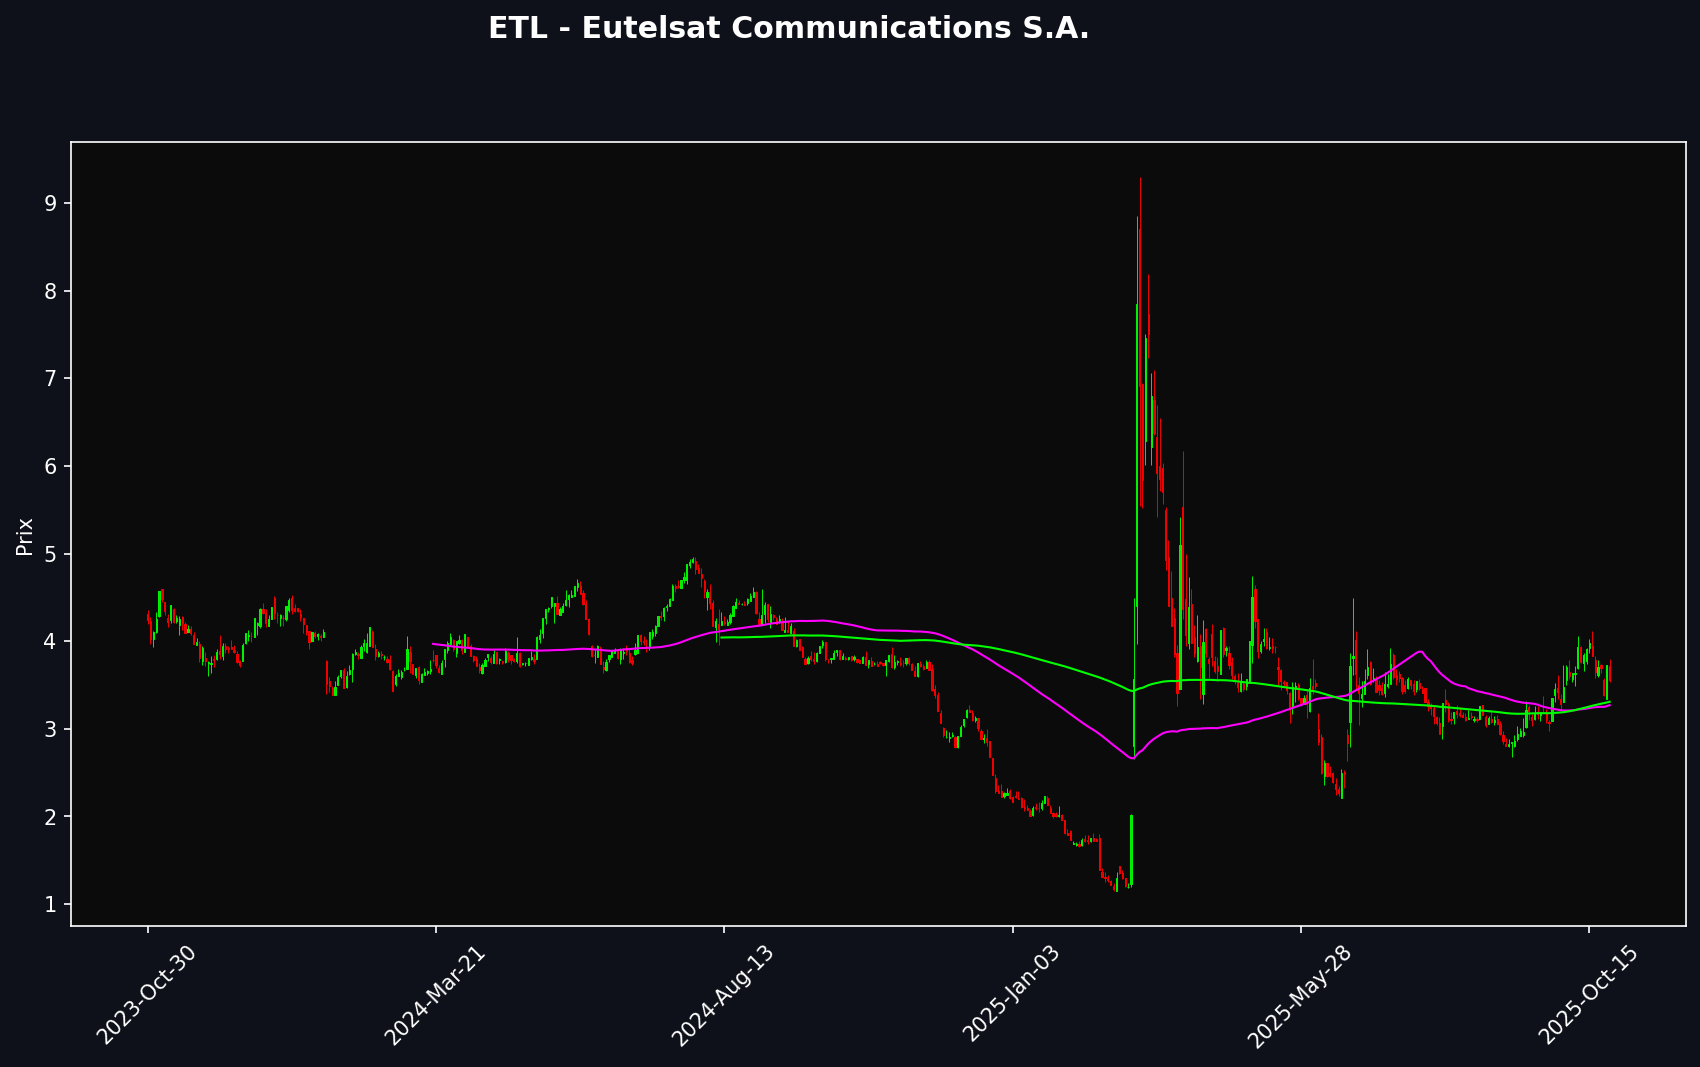 ETL - Eutelsat Communications S.A.
Prix
9
8
7
6
5
4
3
2
1
2023-Oct-30
2024-Mar-21
2024-Aug-13
2025-Jan-03
2025-May-28
2025-Oct-15